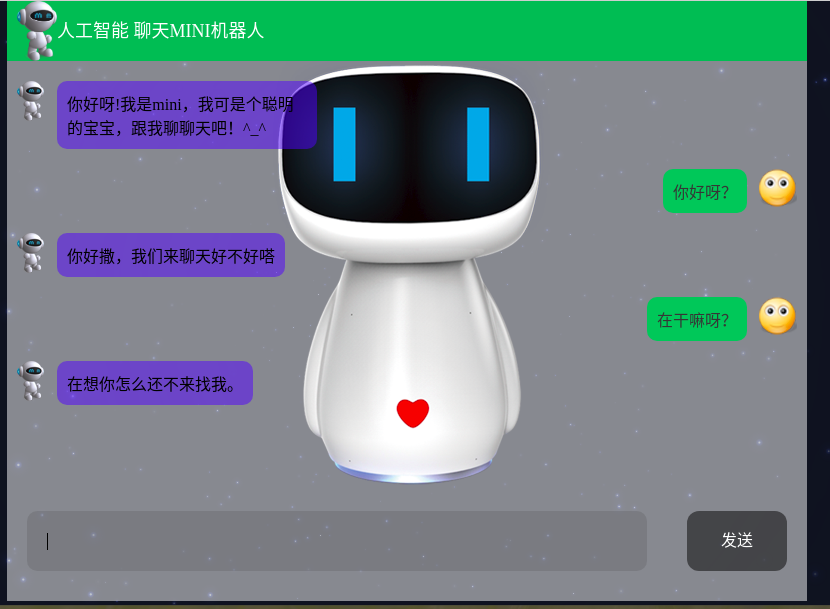 人工智能 聊天MINI机器人
你好呀!我是mini，我可是个聪明
的宝宝，跟我聊聊天吧！^_^
你好呀？
你好撒，我们来聊天好不好嗒
在干嘛呀？
在想你怎么还不来找我。
发送